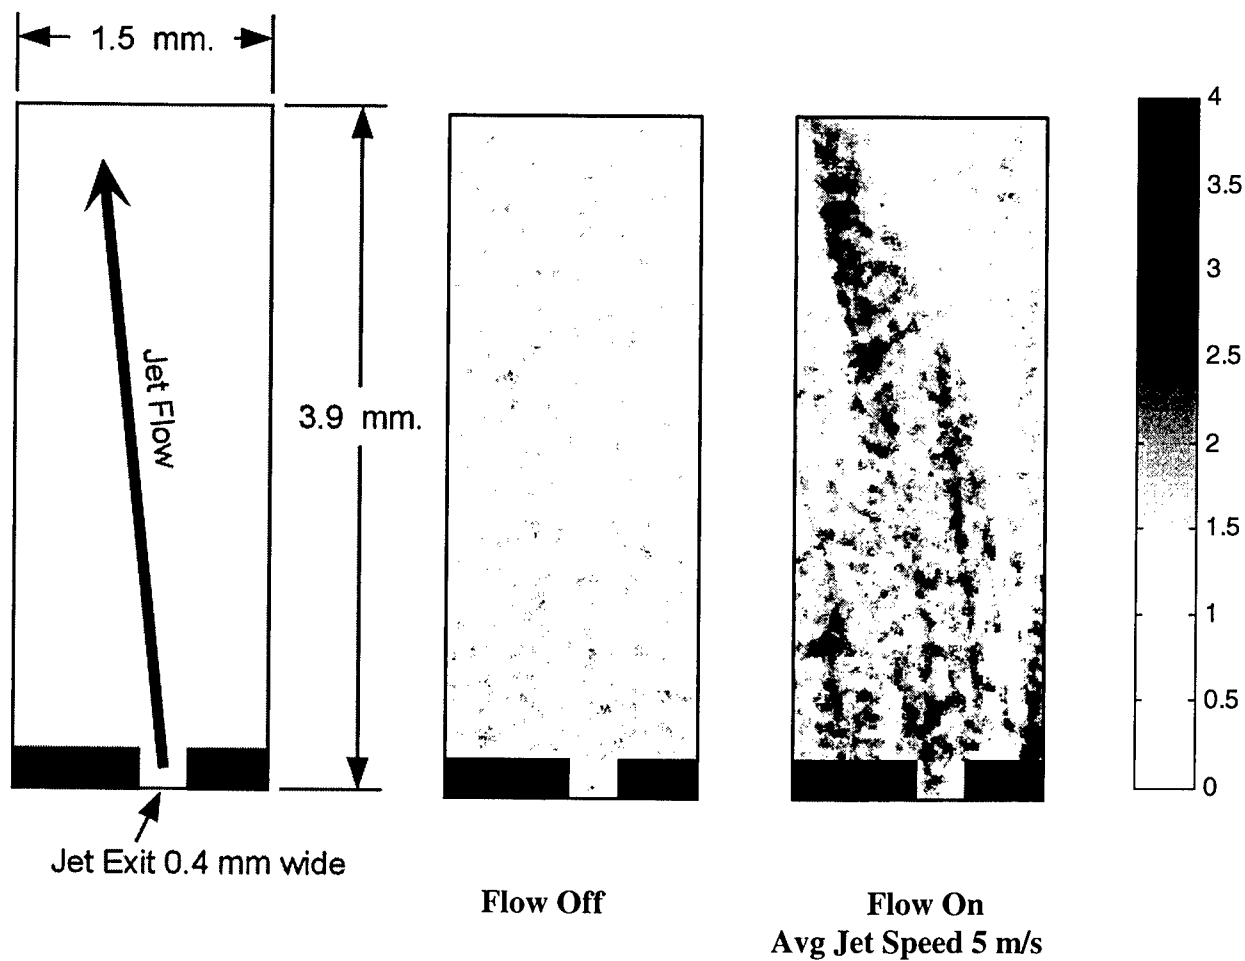 1.5 mm.
Jet Flow
3.9 mm.
Jet Exit 0.4 mm wide
Flow Off
Flow On
Avg Jet Speed 5 m/s
4
3.5
3
2.5
2
1.5
1
0.5
0